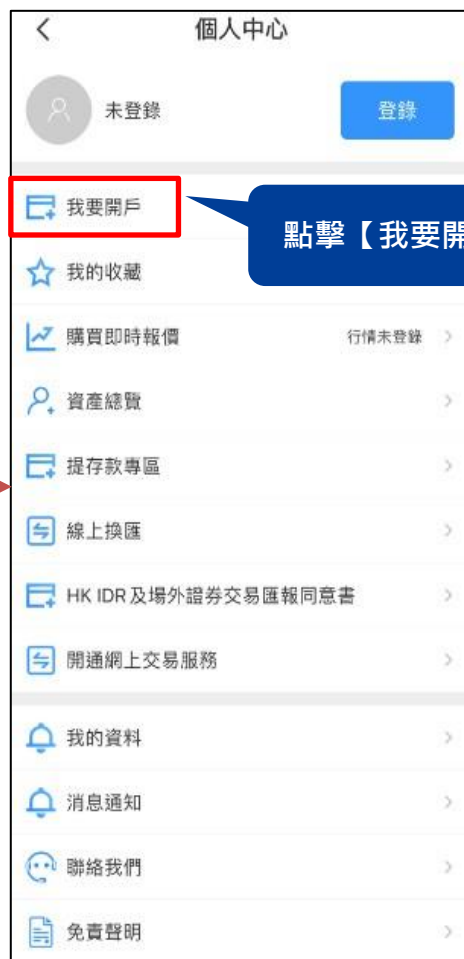 個人中心
未登錄
登錄
我要開戶
點擊【我要開
我的收藏
購買即時報價 行情未登錄
資產總覽
提存款專區
線上換匯
HK IDR 及場外證券交易匯報同意書
開通網上交易服務
我的資料
消息通知
聯絡我們
免責聲明